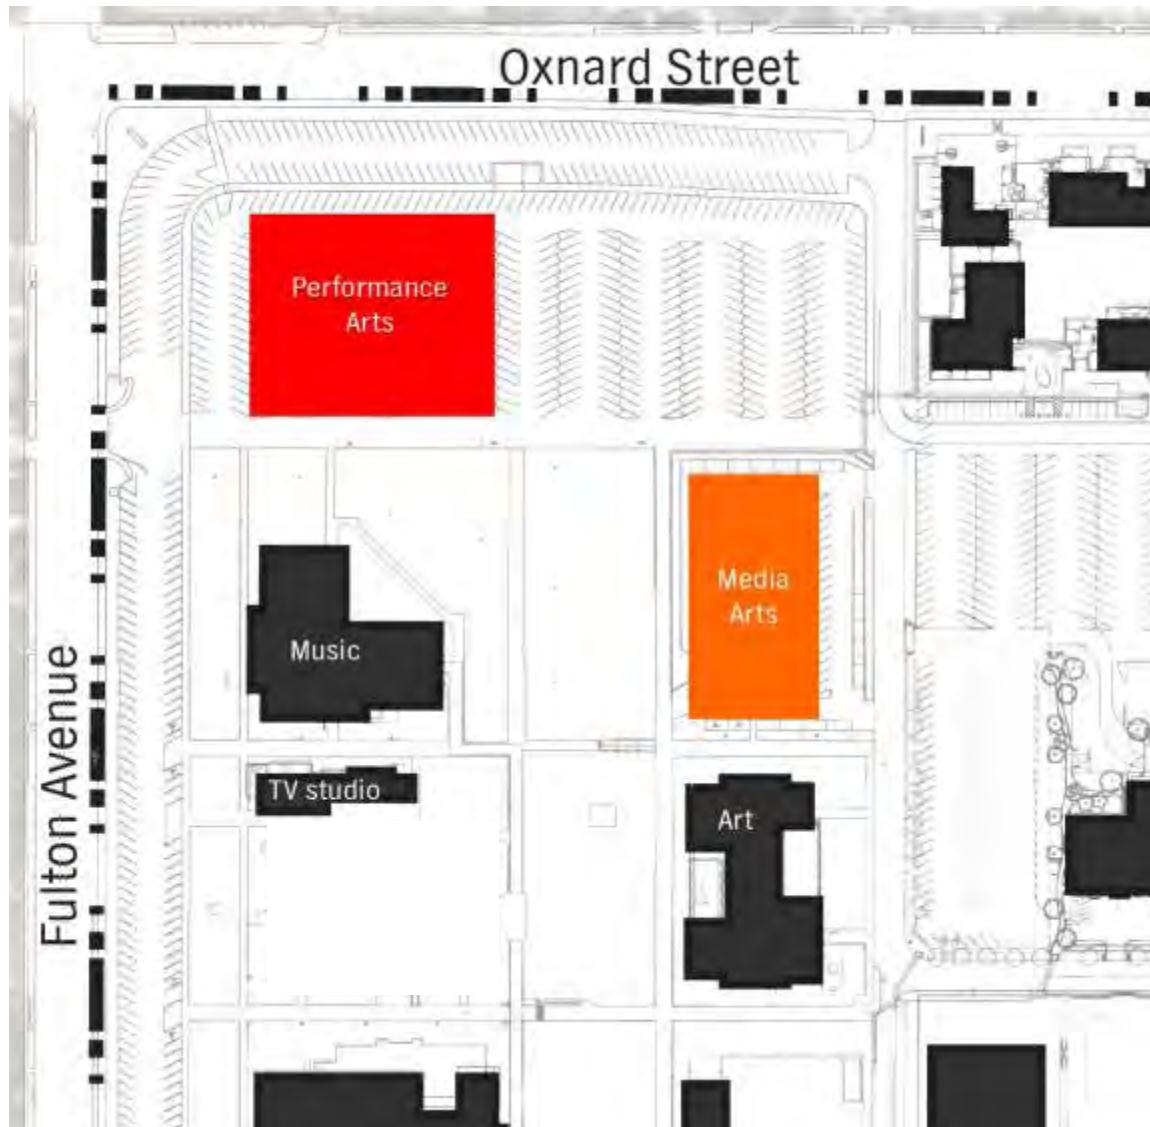 Oxnard Street
Performance
Arts
Media
Arts
Music
Fulton Avenue
TV studio
Art